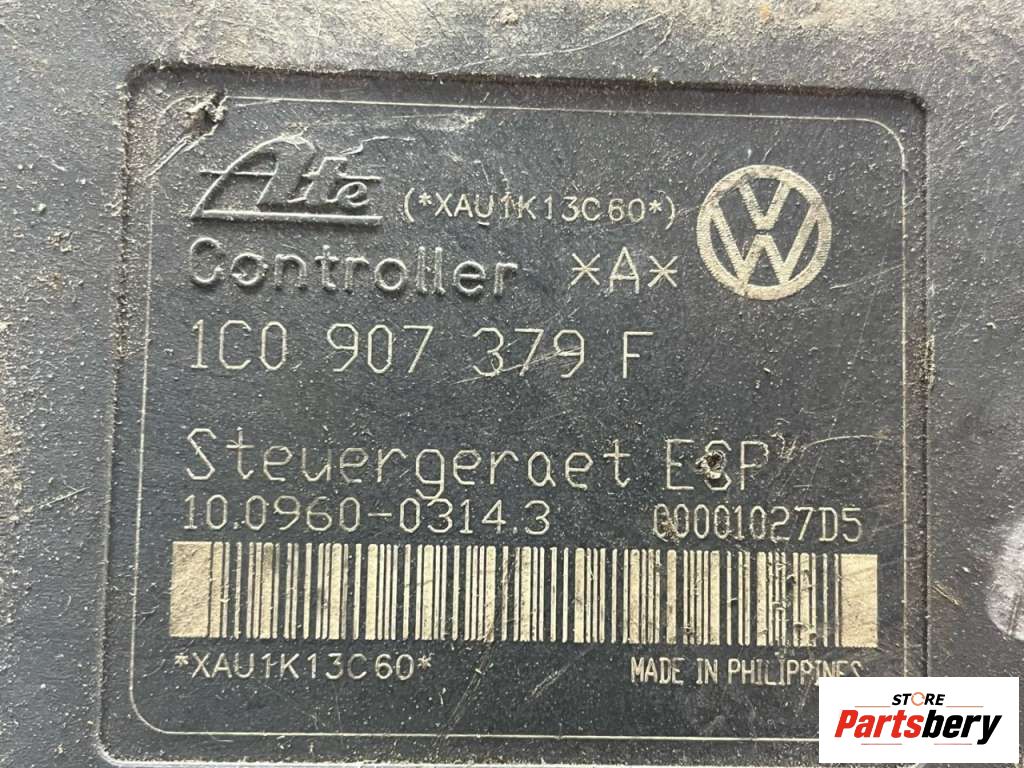 Ate (*XAU1K13C60*)
Controller *A*
1C0 907 379 F
Steuergeraet ESP
10.0960-0314.3 00001027D5
*XAU1K13C60* MADE IN PHILIPPINES
STORE
Partsbery